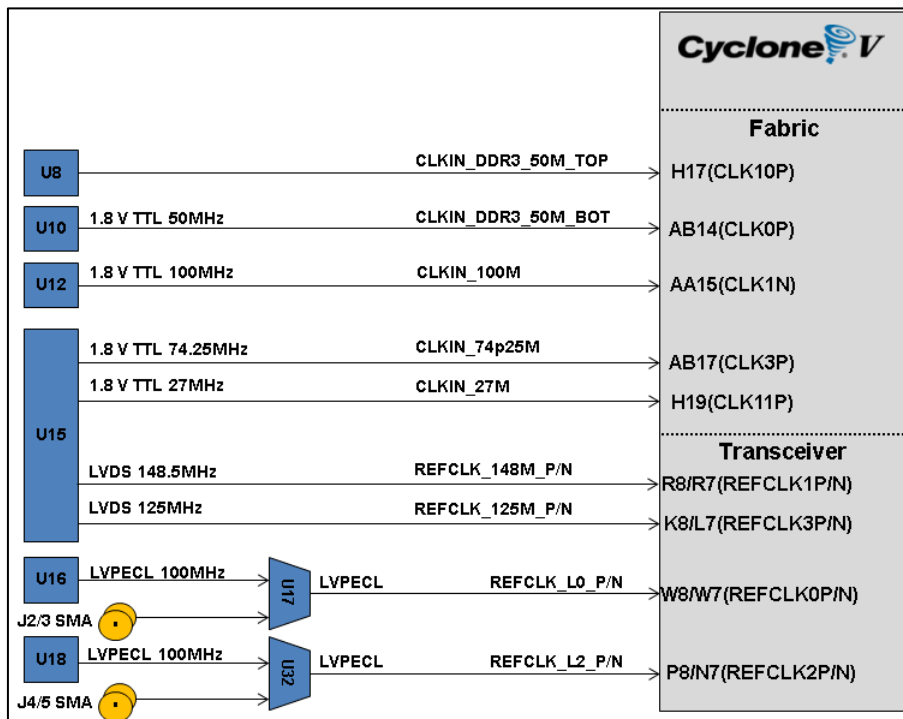 Cyclone V
Fabric
U8 CLKIN_DDR3_50M_TOP H17(CLK10P)
U10 1.8 V TTL 50MHz CLKIN_DDR3_50M_BOT AB14(CLK0P)
U12 1.8 V TTL 100MHz CLKIN_100M AA15(CLK1N)
1.8 V TTL 74.25MHz CLKIN_74p25M AB17(CLK3P)
1.8 V TTL 27MHz CLKIN_27M H19(CLK11P)
U15
Transceiver
LVDS 148.5MHz REFCLK_148M_P/N R8/R7(REFCLK1P/N)
LVDS 125MHz REFCLK_125M_P/N K8/L7(REFCLK3P/N)
U16 LVPECL 100MHz U17 LVPECL REFCLK_L0_P/N W8/W7(REFCLK0P/N)
J2/3 SMA
U18 LVPECL 100MHz U32 LVPECL REFCLK_L2_P/N P8/N7(REFCLK2P/N)
J4/5 SMA